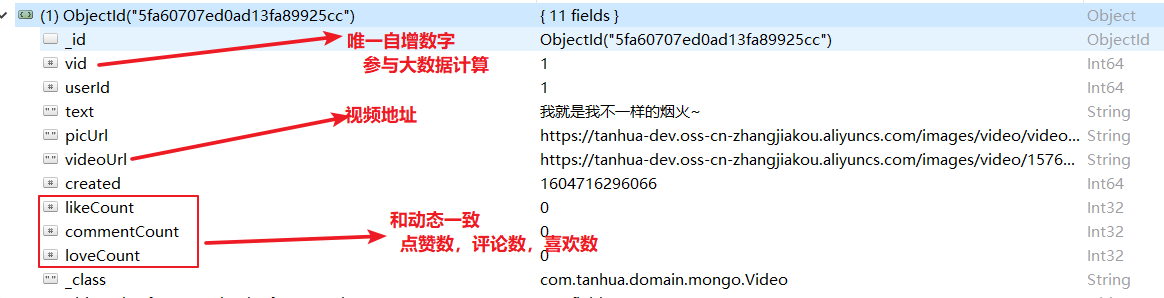 (1) ObjectId("5fa60707ed0ad13fa89925cc") { 11 fields } Object
_id ObjectId("5fa60707ed0ad13fa89925cc") ObjectId
唯一自增数字
参与大数据计算
vid 1 Int64
userId 1 Int64
text 我就是我不一样的烟火~ String
视频地址
picUrl https://tanhua-dev.oss-cn-zhangjiakou.aliyuncs.com/images/video/video... String
videoUrl https://tanhua-dev.oss-cn-zhangjiakou.aliyuncs.com/images/video/1576... String
created 1604716296066 Int64
likeCount 0 Int32
和动态一致
commentCount 0 Int32
点赞数，评论数，喜欢数
loveCount 0 Int32
_class com.tanhua.domain.mongo.Video String